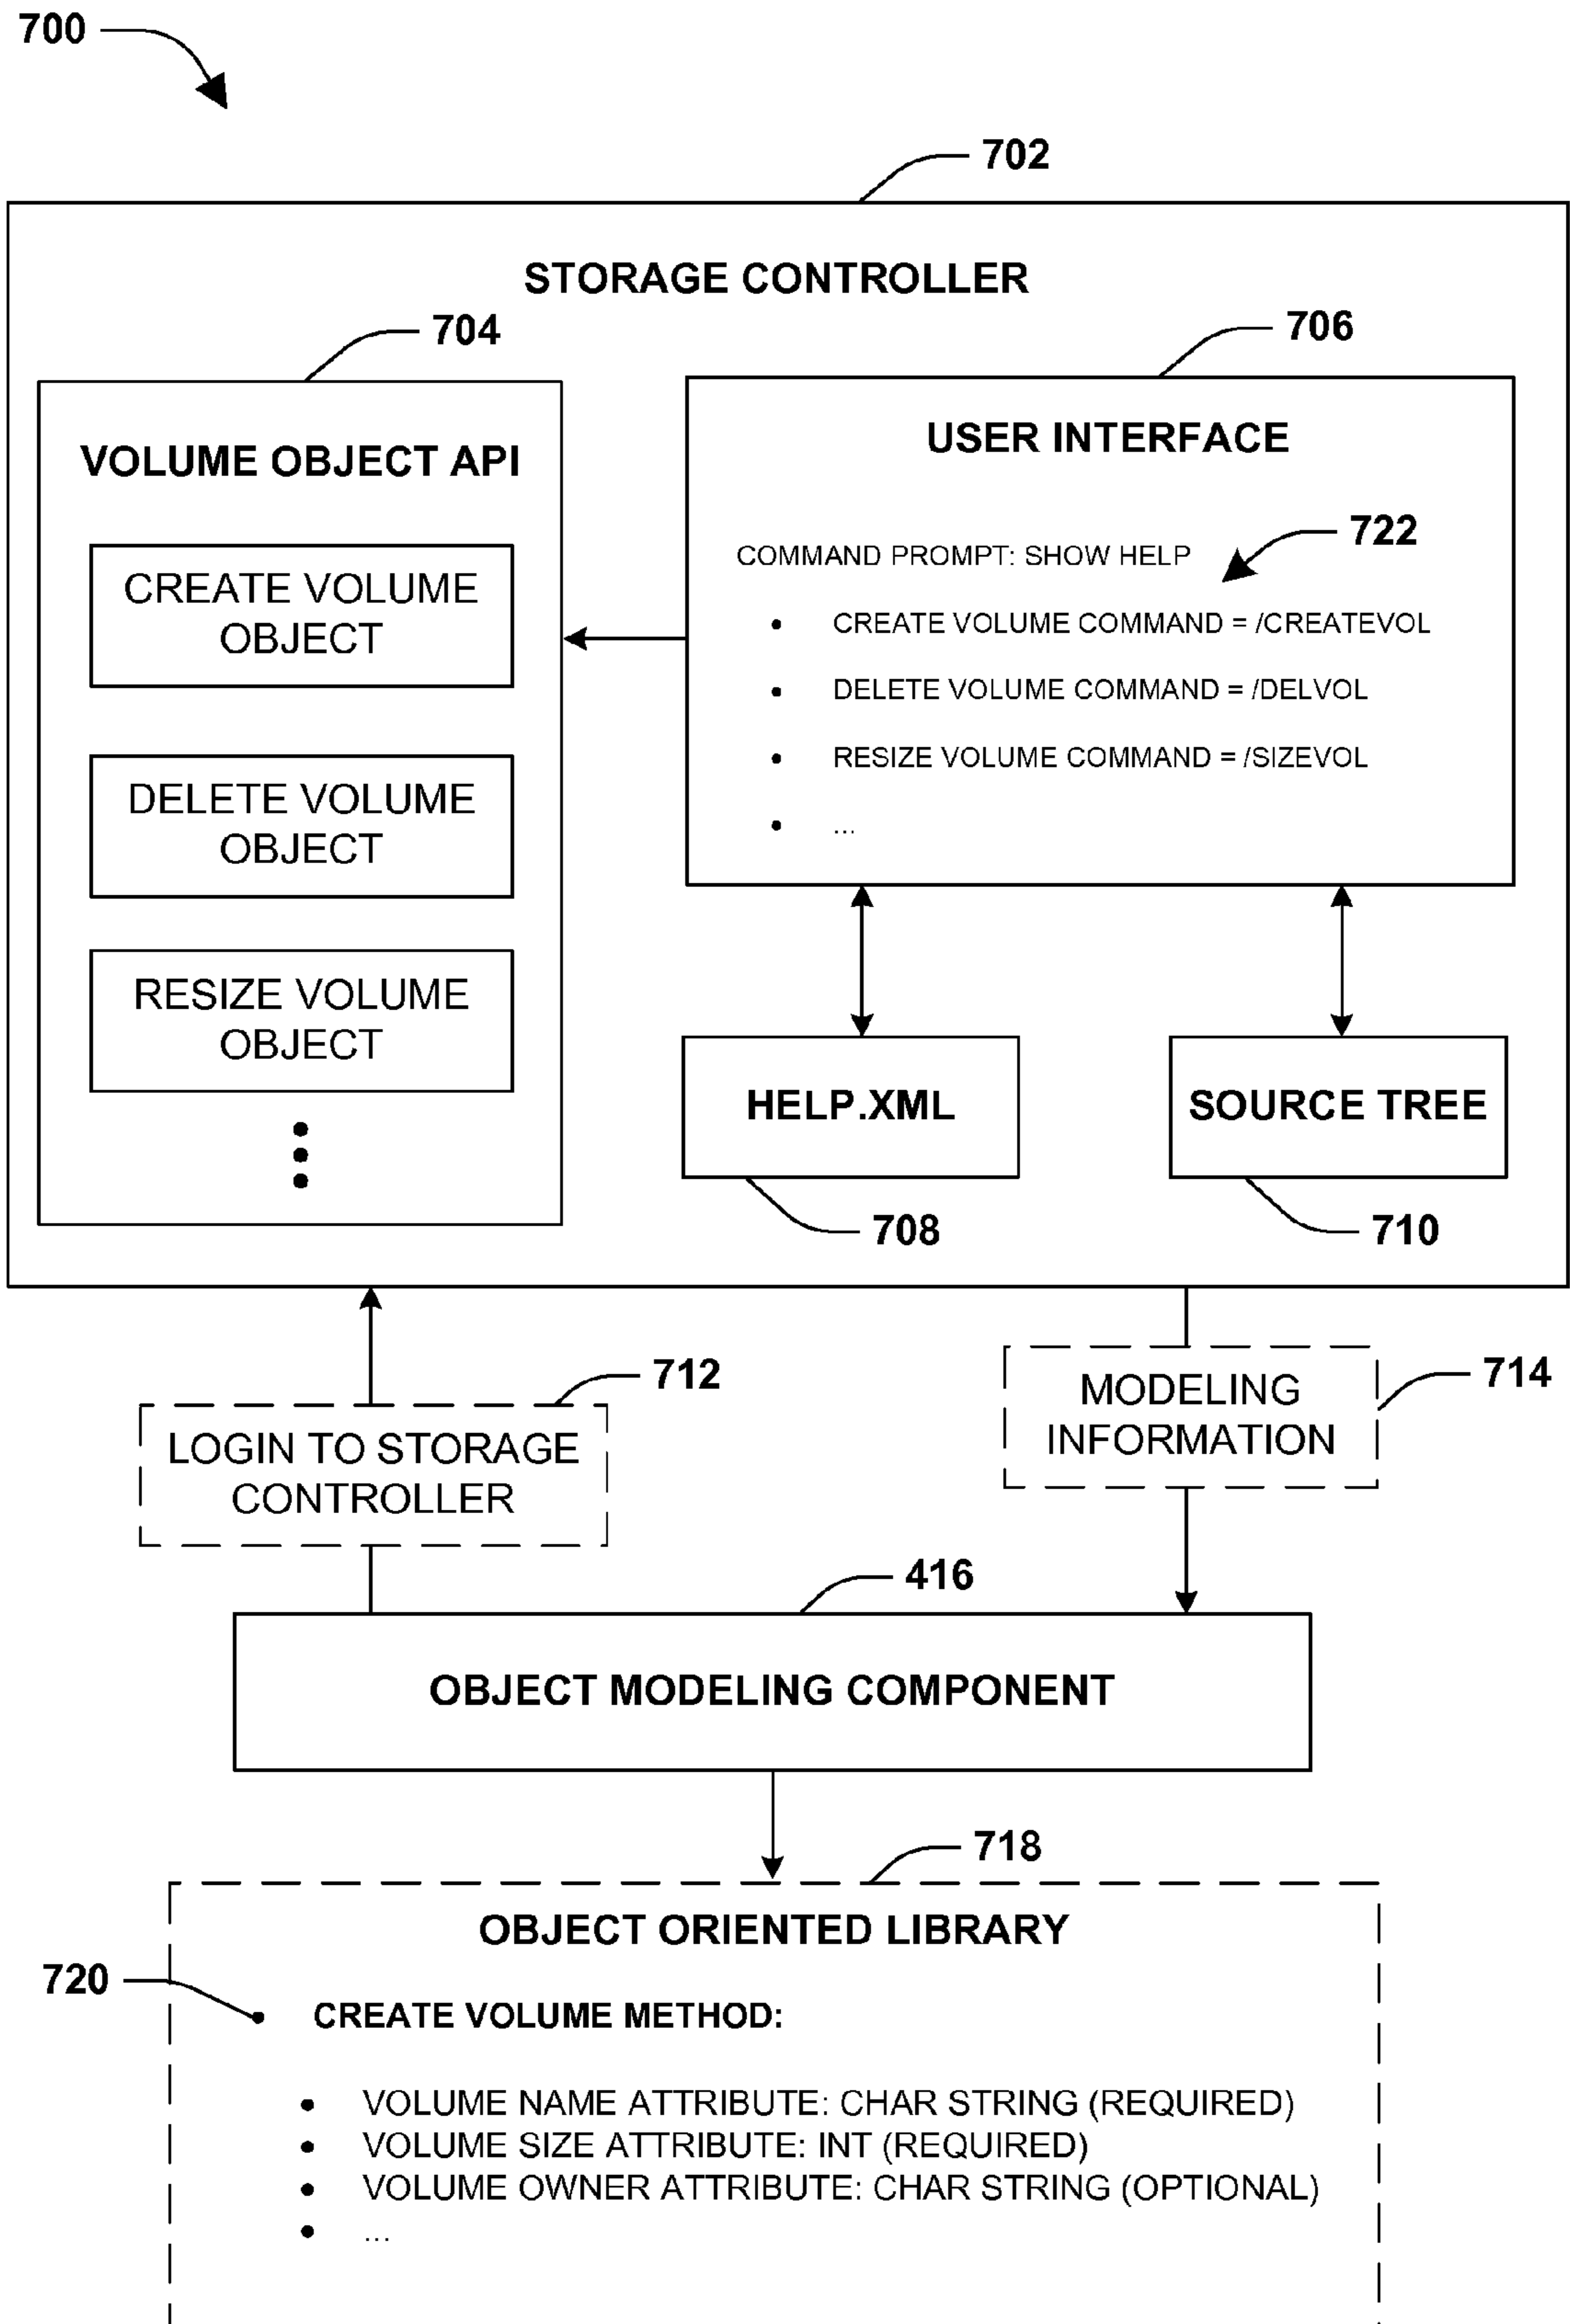 700
702
STORAGE CONTROLLER
704
706
VOLUME OBJECT API
CREATE VOLUME
OBJECT
DELETE VOLUME
OBJECT
RESIZE VOLUME
OBJECT
USER INTERFACE
722
COMMAND PROMPT: SHOW HELP
• CREATE VOLUME COMMAND = /CREATEVOL
• DELETE VOLUME COMMAND = /DELVOL
• RESIZE VOLUME COMMAND = /SIZEVOL
• ...
HELP.XML
SOURCE TREE
708
710
712
LOGIN TO STORAGE
CONTROLLER
714
MODELING
INFORMATION
416
OBJECT MODELING COMPONENT
718
OBJECT ORIENTED LIBRARY
720
• CREATE VOLUME METHOD:
• VOLUME NAME ATTRIBUTE: CHAR STRING (REQUIRED)
• VOLUME SIZE ATTRIBUTE: INT (REQUIRED)
• VOLUME OWNER ATTRIBUTE: CHAR STRING (OPTIONAL)
• ...